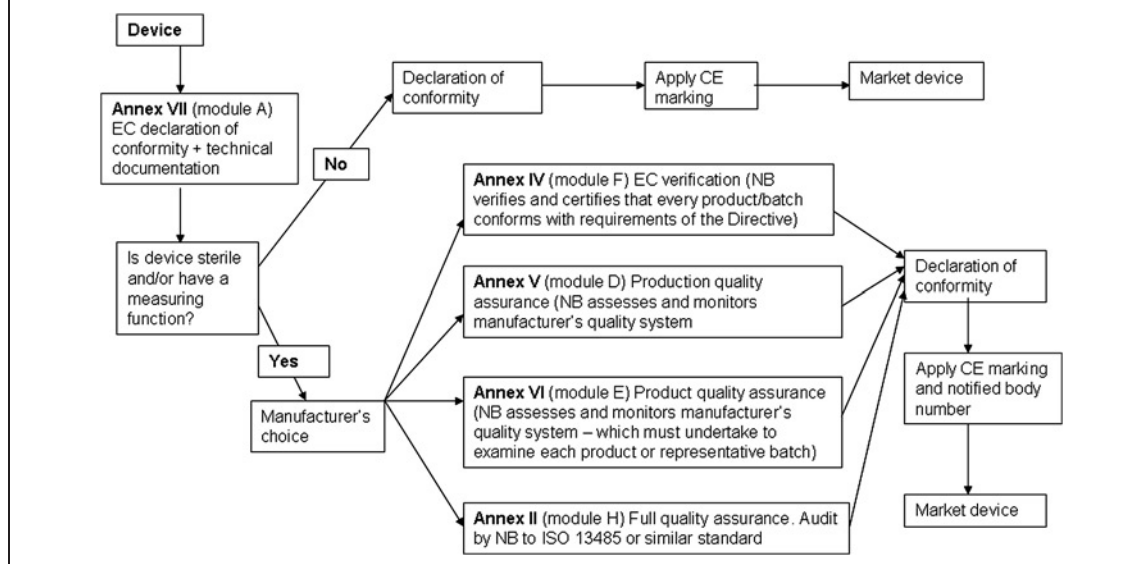 Device
Annex VII (module A)
EC declaration of
conformity + technical
documentation
Is device sterile
and/or have a
measuring
function?
No
Declaration of
conformity
Apply CE
marking
Market device
Yes
Manufacturer's
choice
Annex IV (module F) EC verification (NB
verifies and certifies that every product/batch
conforms with requirements of the Directive)
Annex V (module D) Production quality
assurance (NB assesses and monitors
manufacturer's quality system
Annex VI (module E) Product quality assurance
(NB assesses and monitors manufacturer's
quality system – which must undertake to
examine each product or representative batch)
Annex II (module H) Full quality assurance. Audit
by NB to ISO 13485 or similar standard
Declaration of
conformity
Apply CE marking
and notified body
number
Market device